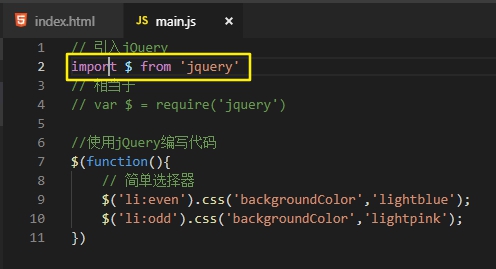 index.html
JS main.js
1 // 引入jQuery
2 import $ from 'jquery'
3 // 相当于
4 // var $ = require('jquery')
5
6 //使用jQuery编写代码
7 $(function(){
8 // 简单选择器
9 $('li:even').css('backgroundColor','lightblue');
10 $('li:odd').css('backgroundColor','lightpink');
11 })